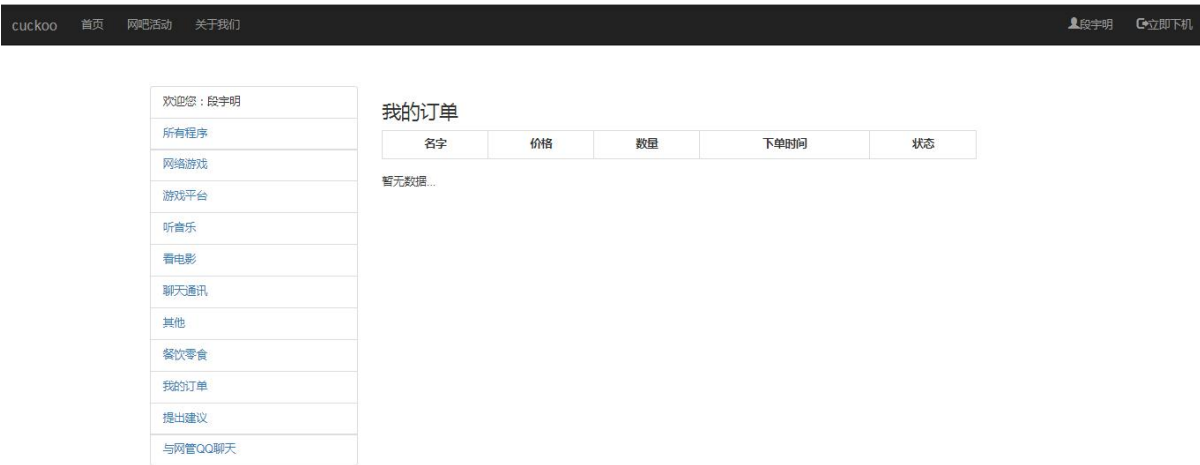 cuckoo 首页 网吧活动 关于我们 段宇明 立即下机
欢迎您：段宇明
所有程序
网络游戏
游戏平台
听音乐
看电影
聊天通讯
其他
餐饮零食
我的订单
提出建议
与网管QQ聊天
我的订单
名字 价格 数量 下单时间 状态
暂无数据...